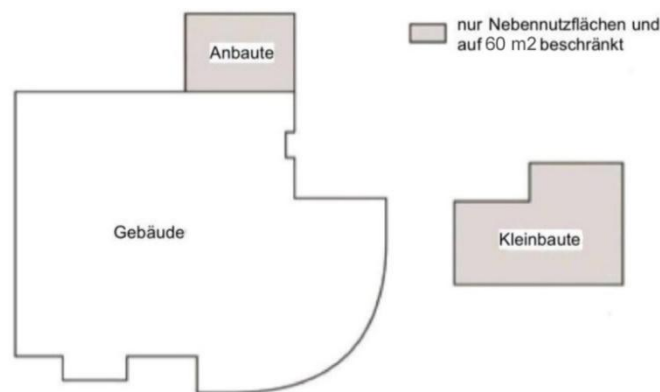 nur Nebennutzflächen und
auf 60 m2 beschränkt
Anbaute
Gebäude
Kleinbaute